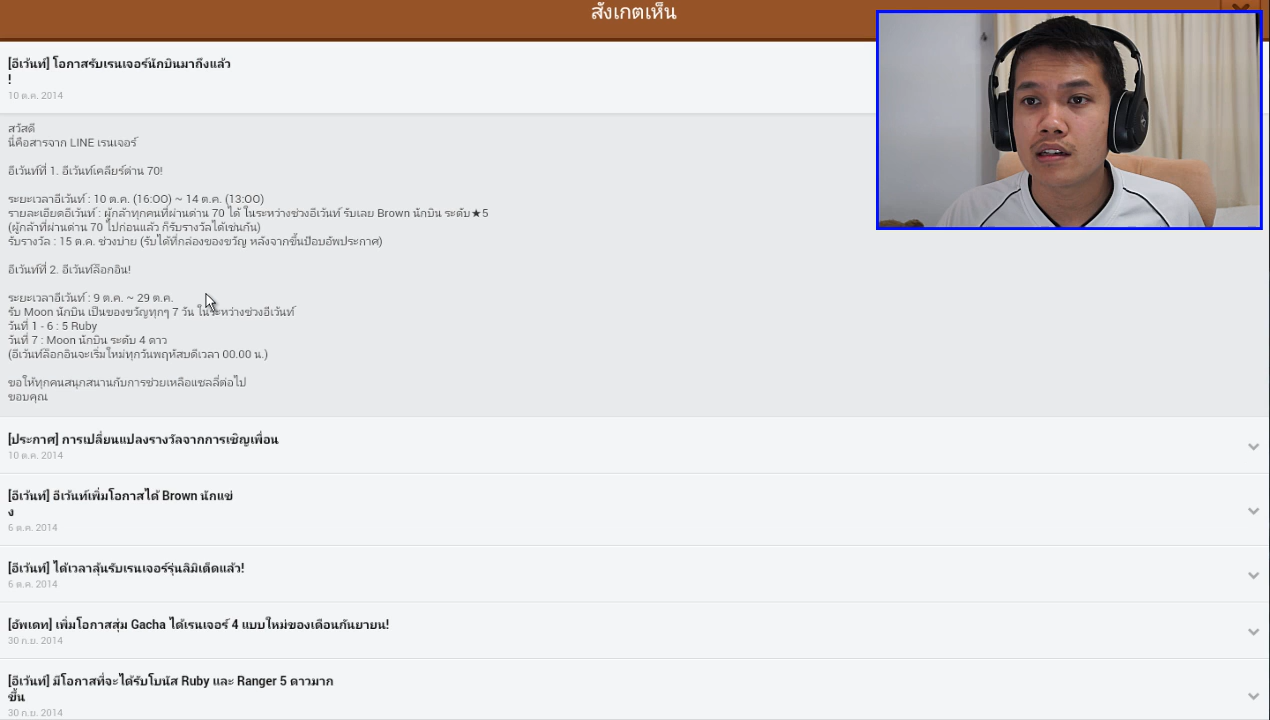 สังเกตเห็น
[อีเว้นท์] โอกาสรับเรนเจอร์นักบินมาถึงแล้ว
!
10 ต.ค. 2014
สวัสดี
นี่คือสารจาก LINE เรนเจอร์
อีเว้นท์ที่ 1. อีเว้นท์เคลียร์ด่าน 70!
ระยะเวลาอีเว้นท์ : 10 ต.ค. (16:00) ~ 14 ต.ค. (13:00)
รายละเอียดอีเว้นท์ : ผู้กล้าทุกคนที่ผ่านด่าน 70 ได้ ในระหว่างช่วงอีเว้นท์ รับเลย Brown นักบิน ระดับ★5
(ผู้กล้าที่ผ่านด่าน 70 ไปก่อนแล้ว ก็รับรางวัลได้เช่นกัน)
รับรางวัล : 15 ต.ค. ช่วงบ่าย (รับได้ที่กล่องของขวัญ หลังจากขึ้นป๊อบอัพประกาศ)
อีเว้นท์ที่ 2. อีเว้นท์ล๊อกอิน!
ระยะเวลาอีเว้นท์ : 9 ต.ค. ~ 29 ต.ค.
รับ Moon นักบิน เป็นของขวัญทุกๆ 7 วัน ในระหว่างช่วงอีเว้นท์
วันที่ 1 - 6 : 5 Ruby
วันที่ 7 : Moon นักบิน ระดับ 4 ดาว
(อีเว้นท์ล๊อกอินจะเริ่มใหม่ทุกวันพฤหัสบดีเวลา 00.00 น.)
ขอให้ทุกคนสนุกสนานกับการช่วยเหลือแซลลี่ต่อไป
ขอบคุณ
[ประกาศ] การเปลี่ยนแปลงรางวัลจากการเชิญเพื่อน
10 ต.ค. 2014
[อีเว้นท์] อีเว้นท์เพิ่มโอกาสได้ Brown นักแข่
ง
6 ต.ค. 2014
[อีเว้นท์] ได้เวลาลุ้นรับเรนเจอร์รุ่นลิมิเต็ดแล้ว!
6 ต.ค. 2014
[อัพเดท] เพิ่มโอกาสสุ่ม Gacha ได้เรนเจอร์ 4 แบบใหม่ของเดือนกันยายน!
30 ก.ย. 2014
[อีเว้นท์] มีโอกาสที่จะได้รับโบนัส Ruby และ Ranger 5 ดาวมาก
ขึ้น
30 ก.ย. 2014